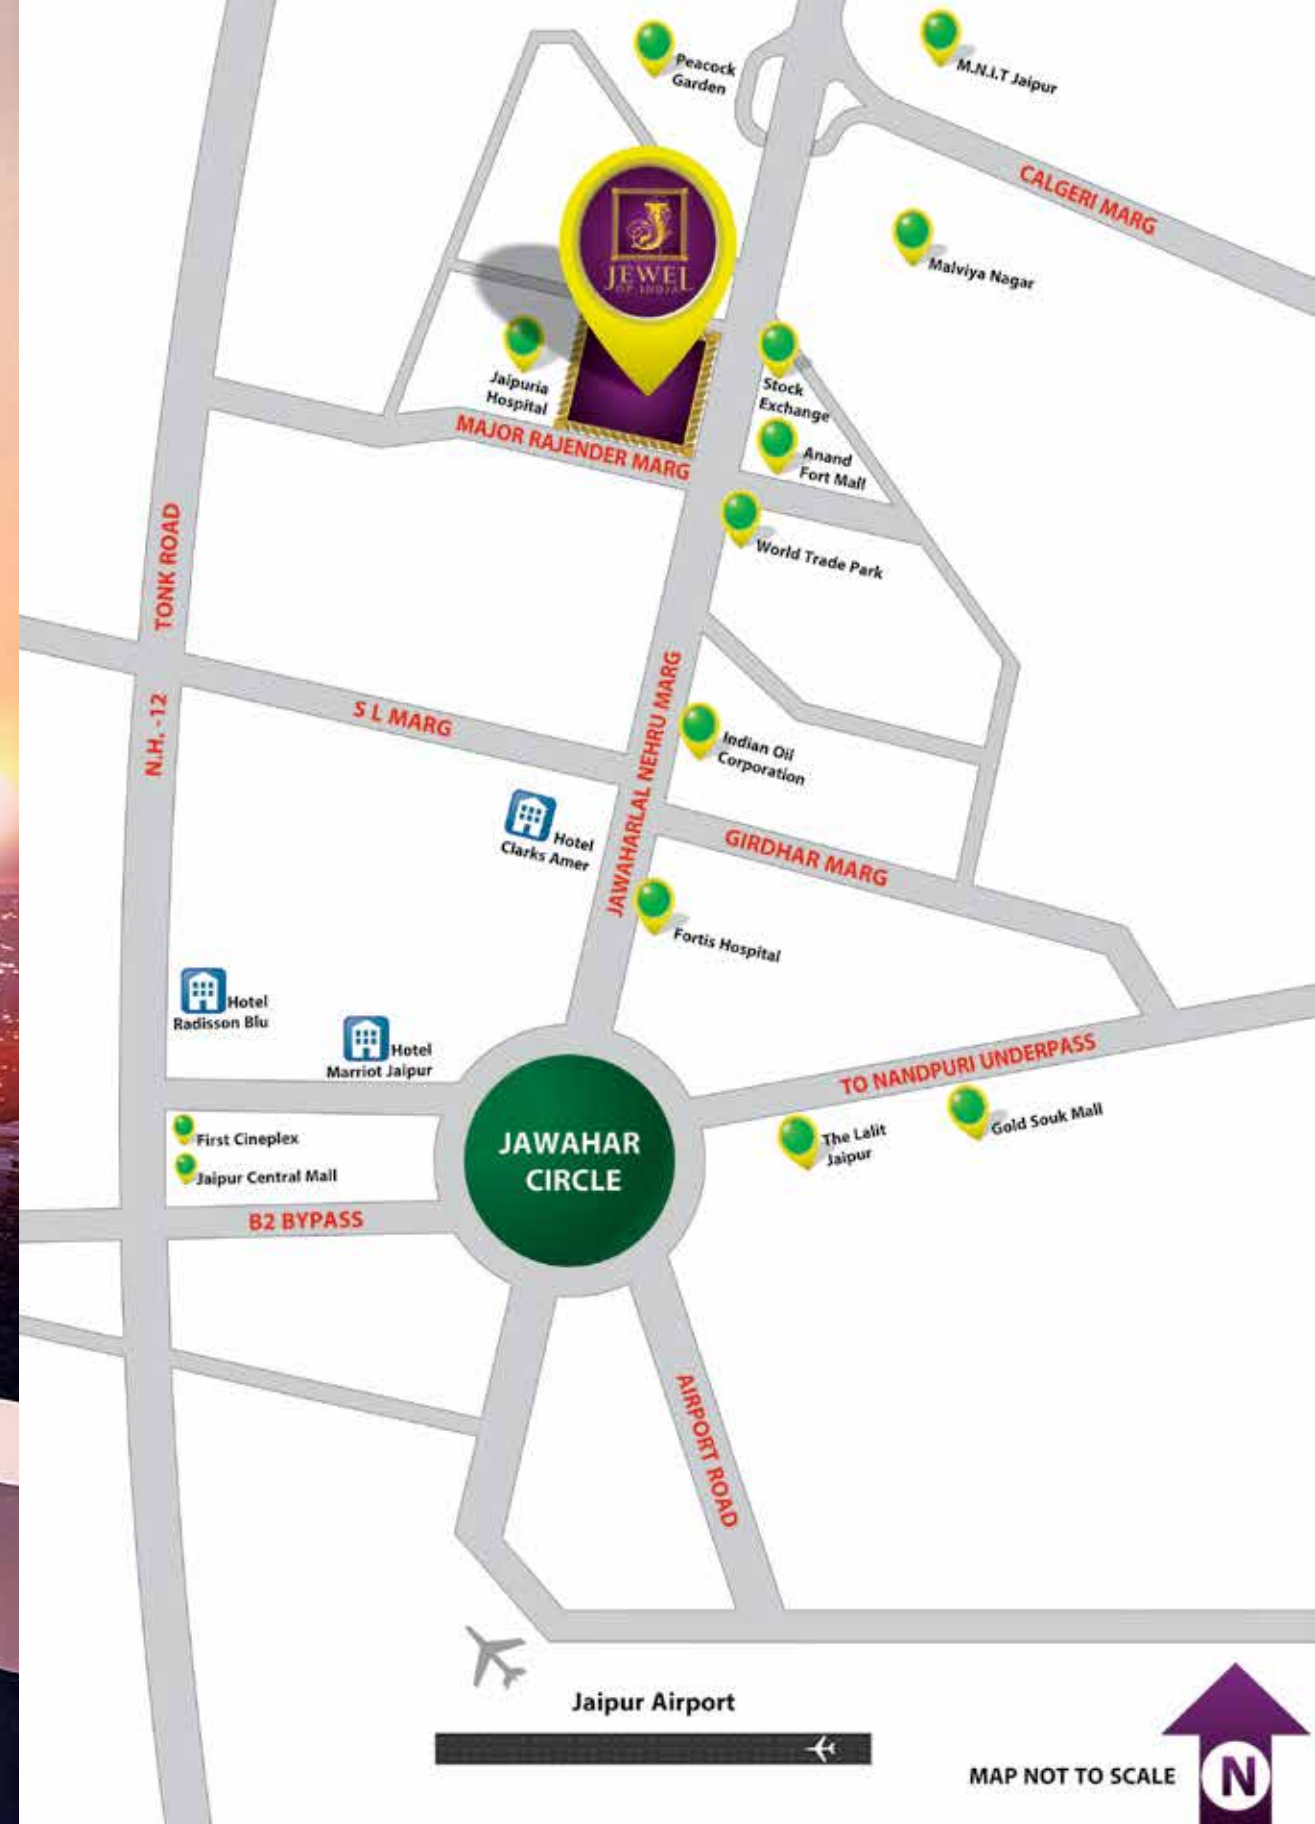 Peacock
Garden
M.N.I.T Jaipur
CALGERI MARG
JEWEL
OF INDIA
Malviya Nagar
Jaipuria
Hospital
Stock
Exchange
MAJOR RAJENDER MARG
Anand
Fort Mall
World Trade Park
TONK ROAD
N.H. -12
S L MARG
JAWAHARLAL NEHRU MARG
Indian Oil
Corporation
Hotel
Clarks Amer
GIRDHAR MARG
Fortis Hospital
Hotel
Radisson Blu
Hotel
Marriot Jaipur
TO NANDPURI UNDERPASS
First Cineplex
Jaipur Central Mall
JAWAHAR
CIRCLE
The Lalit
Jaipur
Gold Souk Mall
B2 BYPASS
AIRPORT ROAD
Jaipur Airport
MAP NOT TO SCALE
N